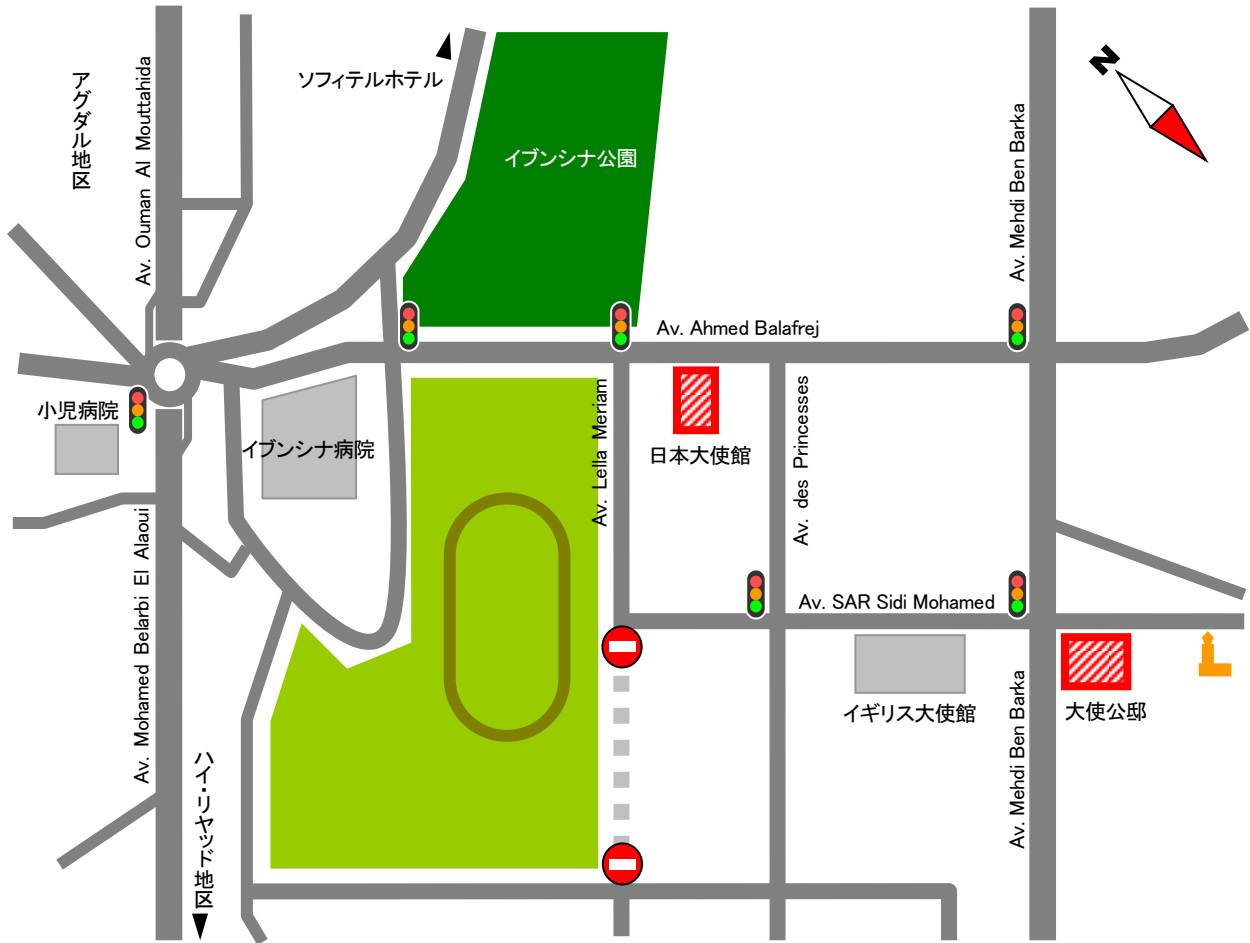 アグダル地区
Av. Ouman Al Mouttahida
ソフィテルホテル
イブンシナ公園
N
Av. Mehdi Ben Barka
Av. Ahmed Balafrej
小児病院
イブンシナ病院
Av. Lella Meriam
日本大使館
Av. des Princesses
Av. Mohamed Belarbi El Alaoui
Av. SAR Sidi Mohamed
イギリス大使館
大使公邸
Av. Mehdi Ben Barka
ハイ・リヤッド地区